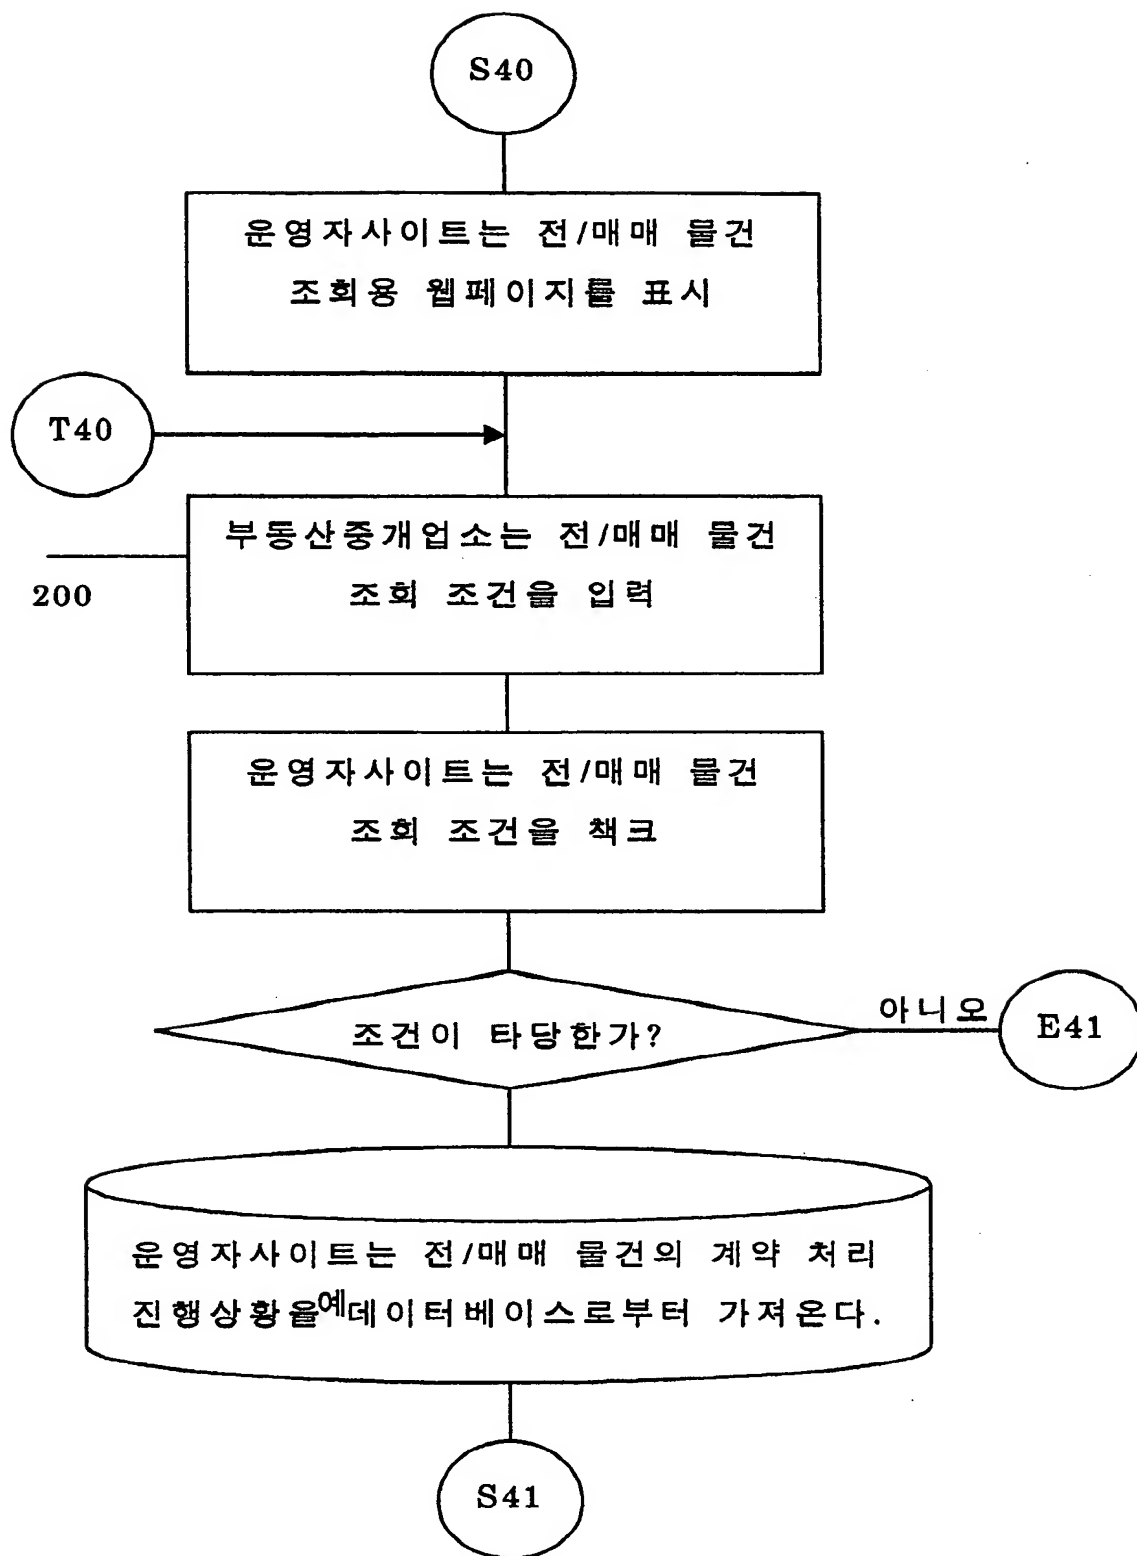 S40
운영자사이트는 전/매매 물건
조회용 웹페이지를 표시
T40
부동산중개업소는 전/매매 물건
조회 조건을 입력
200
운영자사이트는 전/매매 물건
조회 조건을 책크
조건이 타당한가?
아니오
E41
운영자사이트는 전/매매 물건의 계약 처리
예
진행상황을 데이터베이스로부터 가져온다.
S41